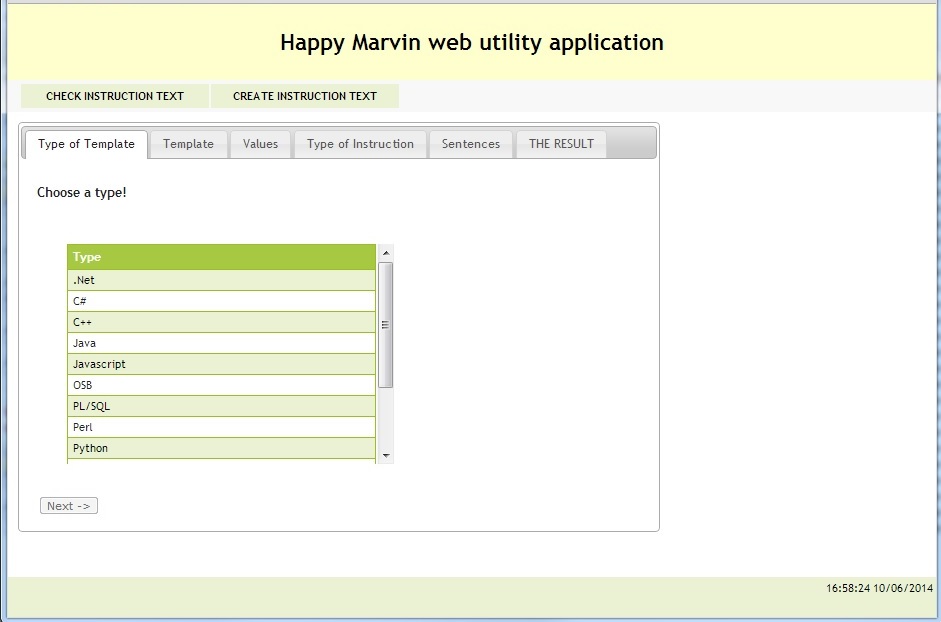 Happy Marvin web utility application
CHECK INSTRUCTION TEXT CREATE INSTRUCTION TEXT
Type of Template Template Values Type of Instruction Sentences THE RESULT
Choose a type!
Type
.Net
C#
C++
Java
Javascript
OSB
PL/SQL
Perl
Python
Next ->
16:58:24 10/06/2014